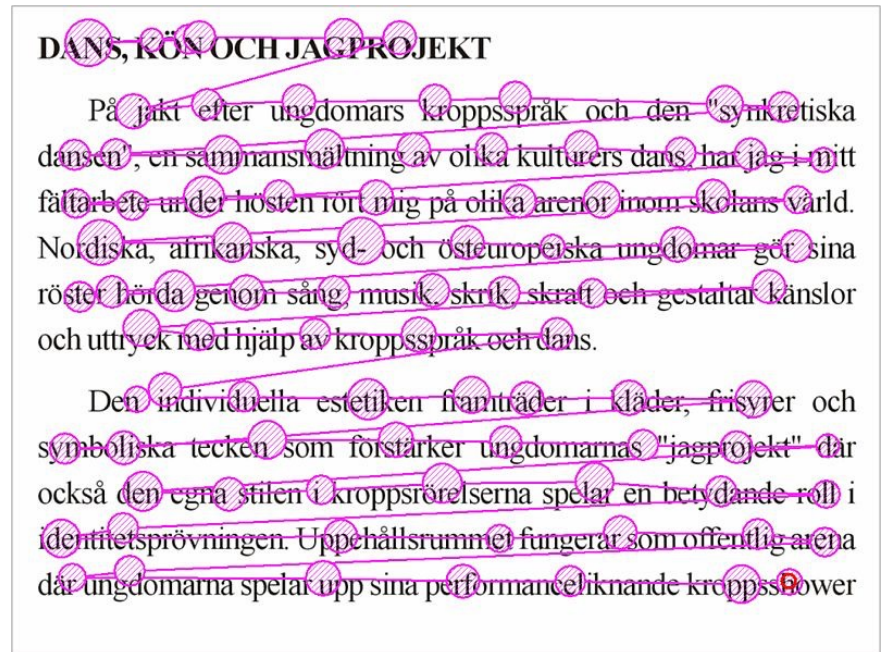 DANS, KÖN OCH JAGPROJEKT
På jakt efter ungdomars kroppsspråk och den "synkretiska
dansen", en sammansmältning av olika kulturers dans, har jag i mitt
fältarbete under hösten rört mig på olika arenor inom skolans värld.
Nordiska, afrikanska, syd- och östeuropeiska ungdomar gör sina
röster hörda genom sång, musik, skrik, skratt och gestaltar känslor
och uttryck med hjälp av kroppsspråk och dans.
Den individuella estetiken framträder i kläder, frisyrer och
symboliska tecken som förstärker ungdomarnas "jagprojekt" där
också den egna stilen i kroppsrörelserna spelar en betydande roll i
identitetsprövningen. Uppehållsrummet fungerar som offentlig arena
där ungdomarna spelar upp sina performanceliknande kroppsshower